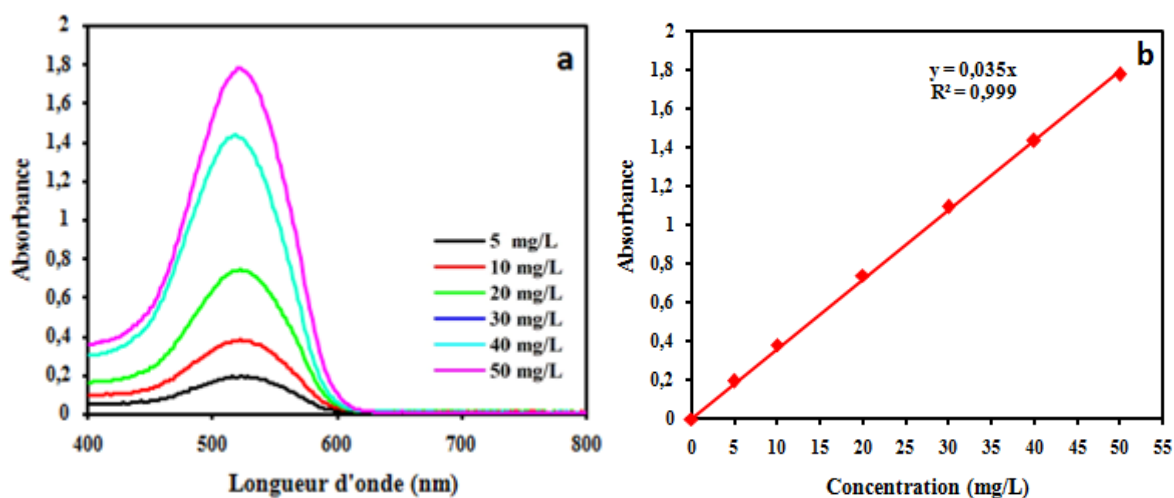 a
2
1,8
1,6
1,4
1,2
1
0,8
0,6
0,4
0,2
0
Absorbance
5 mg/L
10 mg/L
20 mg/L
30 mg/L
40 mg/L
50 mg/L
400 500 600 700 800
Longueur d'onde (nm)
b
y = 0,035x
R² = 0,999
2
1,8
1,6
1,4
1,2
1
0,8
0,6
0,4
0,2
0
Absorbance
0 5 10 15 20 25 30 35 40 45 50 55
Concentration (mg/L)